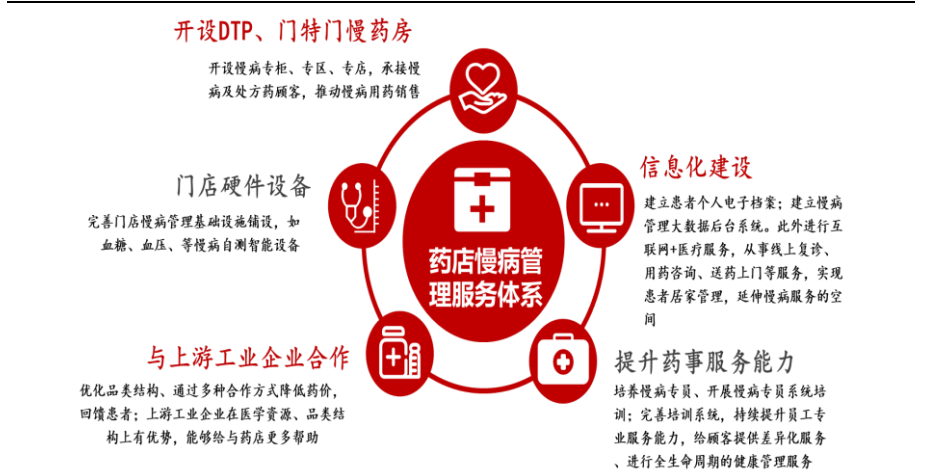 开设DTP、门特门慢药房
开设慢病专柜、专区、专店，承接慢
病及处方药顾客，推动慢病用药销售
门店硬件设备
完善门店慢病管理基础设施铺设，如
血糖、血压、等慢病自测智能设备
与上游工业企业合作
优化品类结构、通过多种合作方式降低药价，
回馈患者；上游工业企业在医学资源、品类结
构上有优势，能够给与药店更多帮助
药店慢病管
理服务体系
信息化建设
建立患者个人电子档案；建立慢病
管理大数据后台系统。此外进行互
联网+医疗服务，从事线上复诊、
用药咨询、送药上门等服务，实现
患者居家管理，延伸慢病服务的空
间
提升药事服务能力
培养慢病专员、开展慢病专员系统培
训；完善培训系统，持续提升员工专
业服务能力，给顾客提供差异化服务
、进行全生命周期的健康管理服务